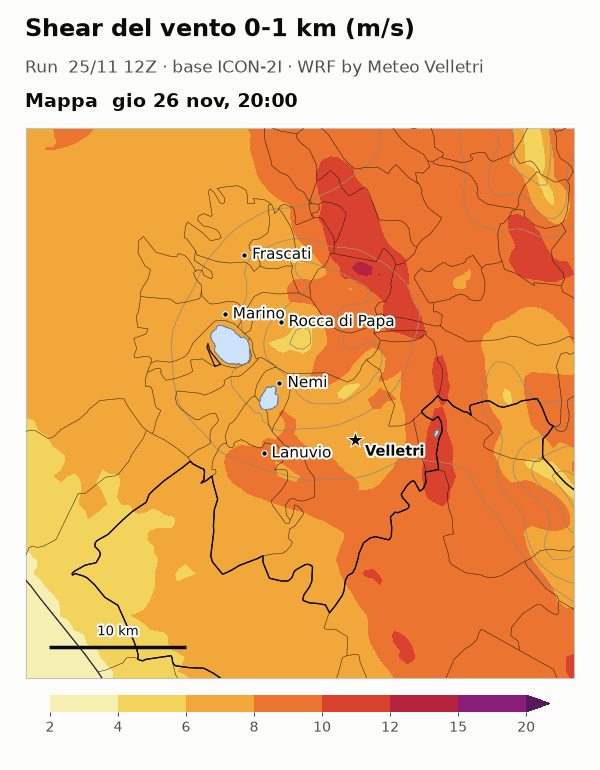 Shear del vento 0-1 km (m/s)
Run  25/11 12Z · base ICON-2I · WRF by Meteo Velletri
Mappa  gio 26 nov, 20:00
Frascati
Marino
Rocca di Papa
Nemi
Velletri
Lanuvio
10 km
2 4 6 8 10 12 15 20